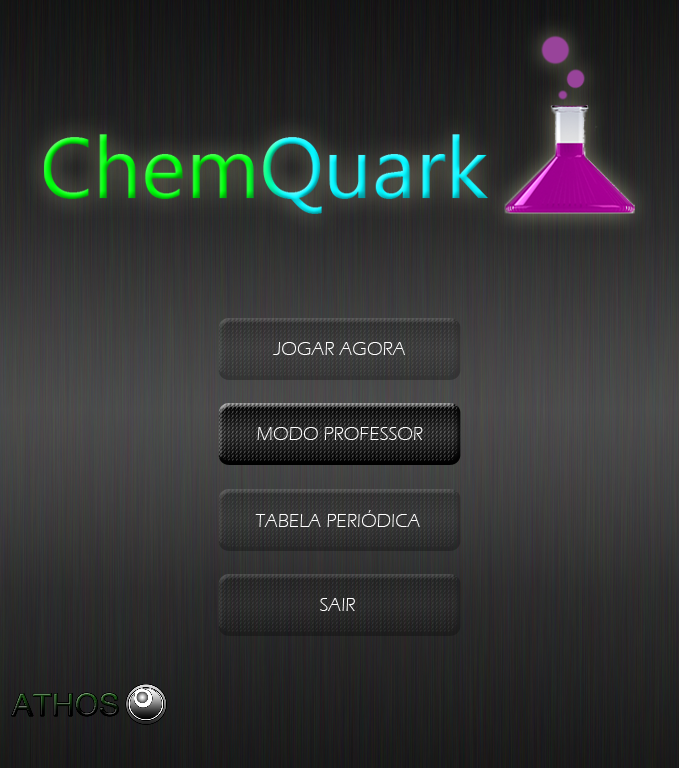 ChemQuark
JOGAR AGORA
MODO PROFESSOR
TABELA PERIÓDICA
SAIR
ATHOS